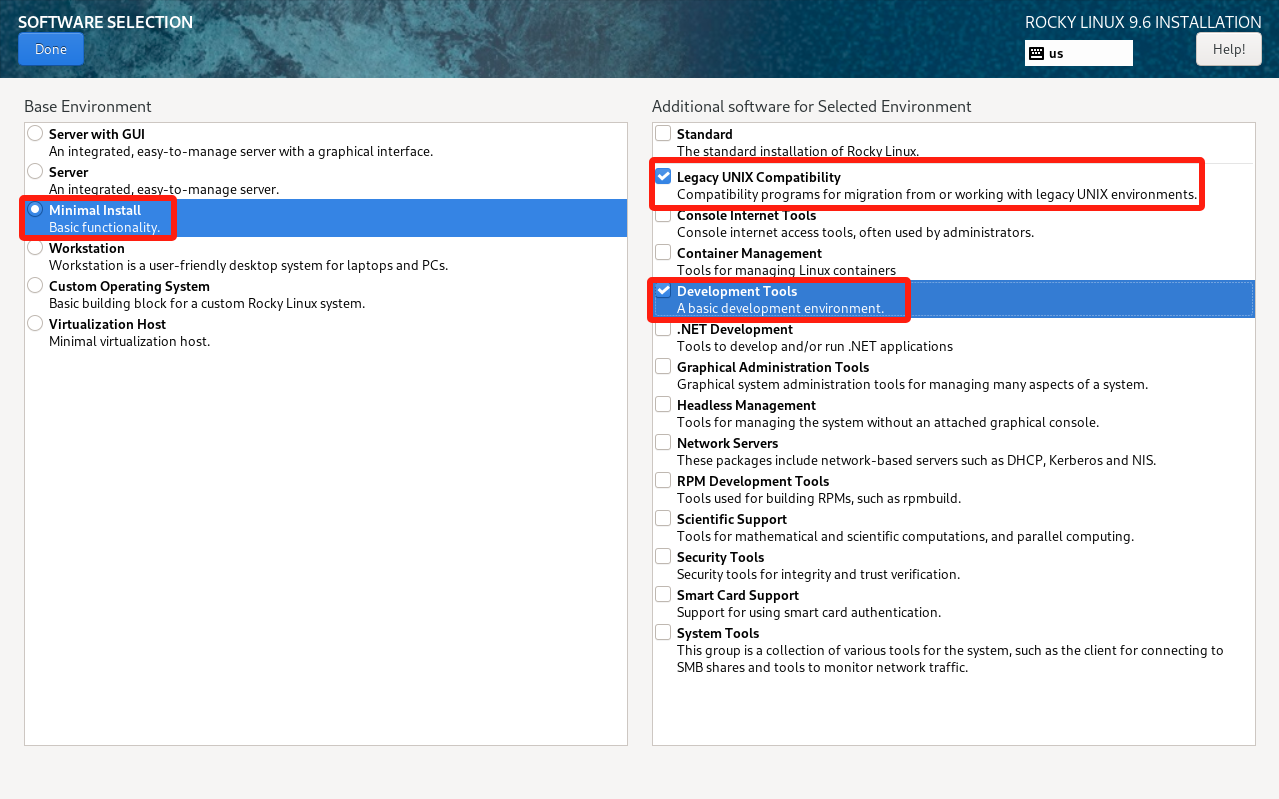 SOFTWARE SELECTION
ROCKY LINUX 9.6 INSTALLATION
Done
us
Help!
Base Environment
Server with GUI
An integrated, easy-to-manage server with a graphical interface.
Server
An integrated, easy-to-manage server.
Minimal Install
Basic functionality.
Workstation
Workstation is a user-friendly desktop system for laptops and PCs.
Custom Operating System
Basic building block for a custom Rocky Linux system.
Virtualization Host
Minimal virtualization host.
Additional software for Selected Environment
Standard
The standard installation of Rocky Linux.
Legacy UNIX Compatibility
Compatibility programs for migration from or working with legacy UNIX environments.
Console Internet Tools
Console internet access tools, often used by administrators.
Container Management
Tools for managing Linux containers
Development Tools
A basic development environment.
.NET Development
Tools to develop and/or run .NET applications
Graphical Administration Tools
Graphical system administration tools for managing many aspects of a system.
Headless Management
Tools for managing the system without an attached graphical console.
Network Servers
These packages include network-based servers such as DHCP, Kerberos and NIS.
RPM Development Tools
Tools used for building RPMs, such as rpmbuild.
Scientific Support
Tools for mathematical and scientific computations, and parallel computing.
Security Tools
Security tools for integrity and trust verification.
Smart Card Support
Support for using smart card authentication.
System Tools
This group is a collection of various tools for the system, such as the client for connecting to
SMB shares and tools to monitor network traffic.